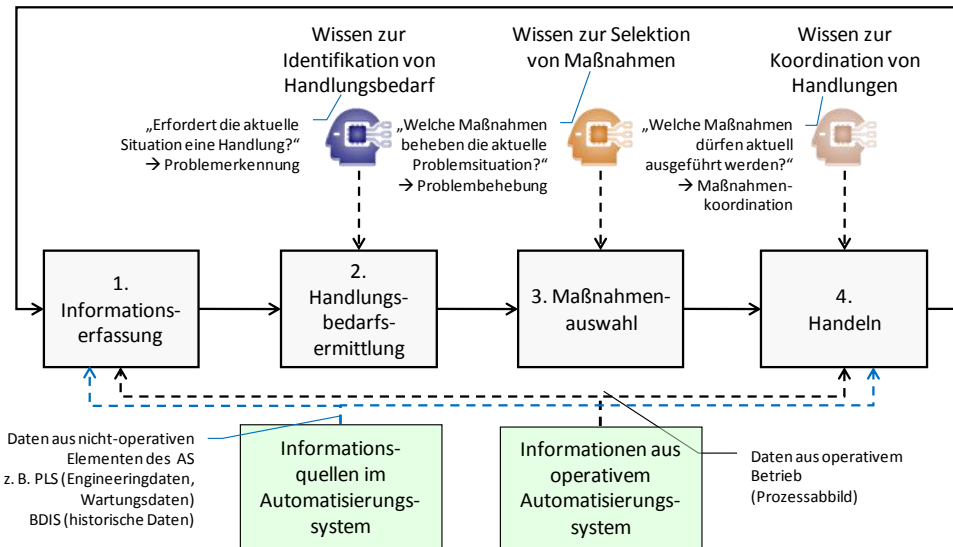 Wissen zur
Identifikation von
Handlungsbedarf
Wissen zur Selektion
von Maßnahmen
Wissen zur
Koordination von
Handlungen
„Erfordert die aktuelle
Situation eine Handlung?“
→ Problemerkennung
„Welche Maßnahmen
beheben die aktuelle
Problemsituation?“
→ Problembehebung
„Welche Maßnahmen
dürfen aktuell
ausgeführt werden?“
→ Maßnahmen-
koordination
1.
Informations-
erfassung
2.
Handlungs-
bedarfs-
ermittlung
3. Maßnahmen-
auswahl
4.
Handeln
Daten aus nicht-operativen
Elementen des AS
z. B. PLS (Engineeringdaten,
Wartungsdaten)
BDIS (historische Daten)
Informations-
quellen im
Automatisierungs-
system
Informationen aus
operativem
Automatisierungs-
system
Daten aus operativem
Betrieb
(Prozessabbild)